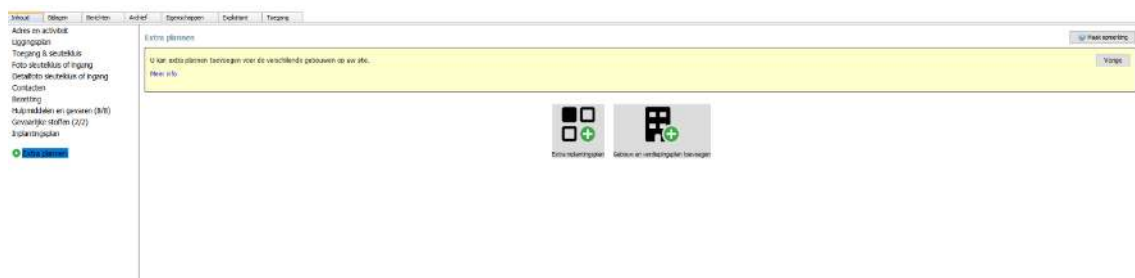 Inhoud Bijlagen Berichten Archief Eigenschappen Exploitant Toegang
Adres en activiteit
Liggingsplan
Toegang & sleutelkluis
Foto sleutelkluis of ingang
Detailfoto sleutelkluis of ingang
Contacten
Bezetting
Hulpmiddelen en gevaren (8/8)
Gevaarlijke stoffen (2/2)
Inplantingsplan
Extra plannen
Extra plannen
Maak opmerking
U kan extra plannen toevoegen voor de verschillende gebouwen op uw site.
Vorige
Meer info
Extra inplantingsplan
Gebouw en verdiepingsplan toevoegen